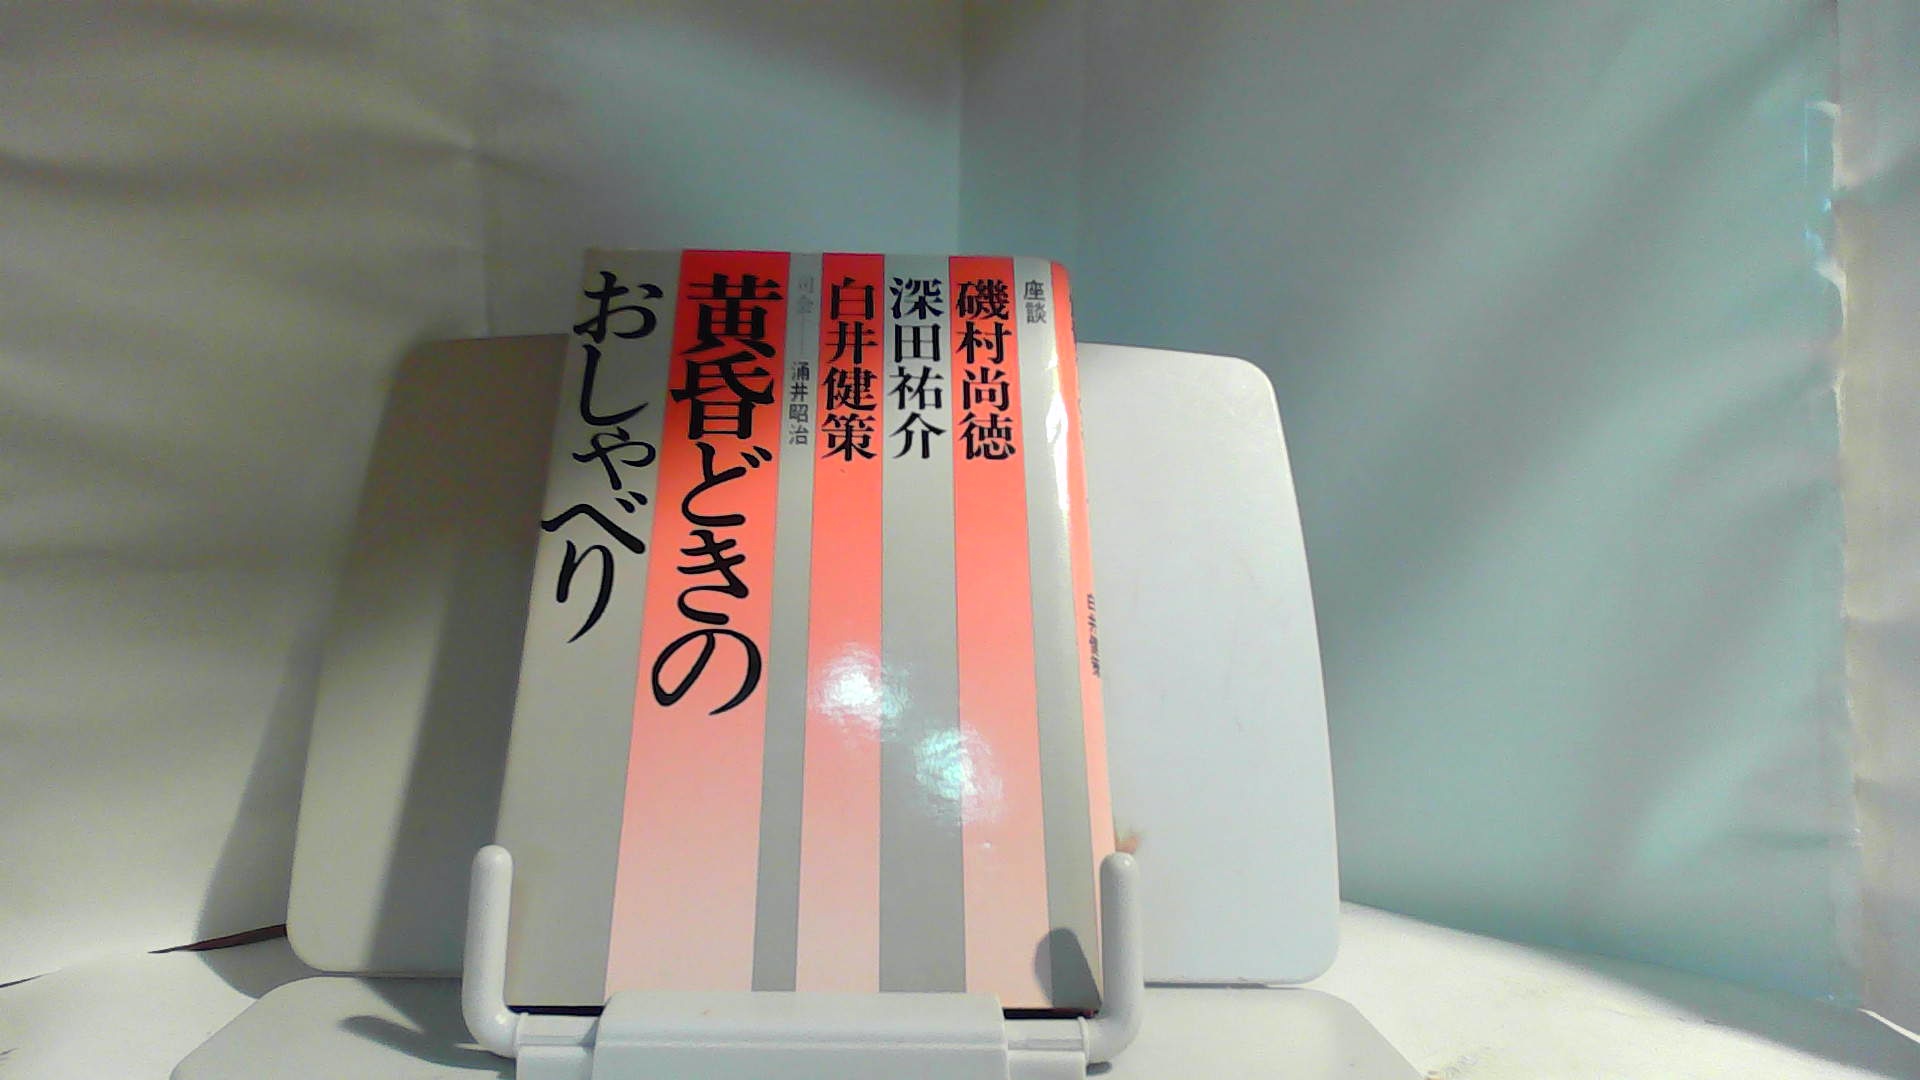 座談
磯村尚徳
深田祐介
白井健策
司会――涌井昭治
黄昏どきの
おしゃべり